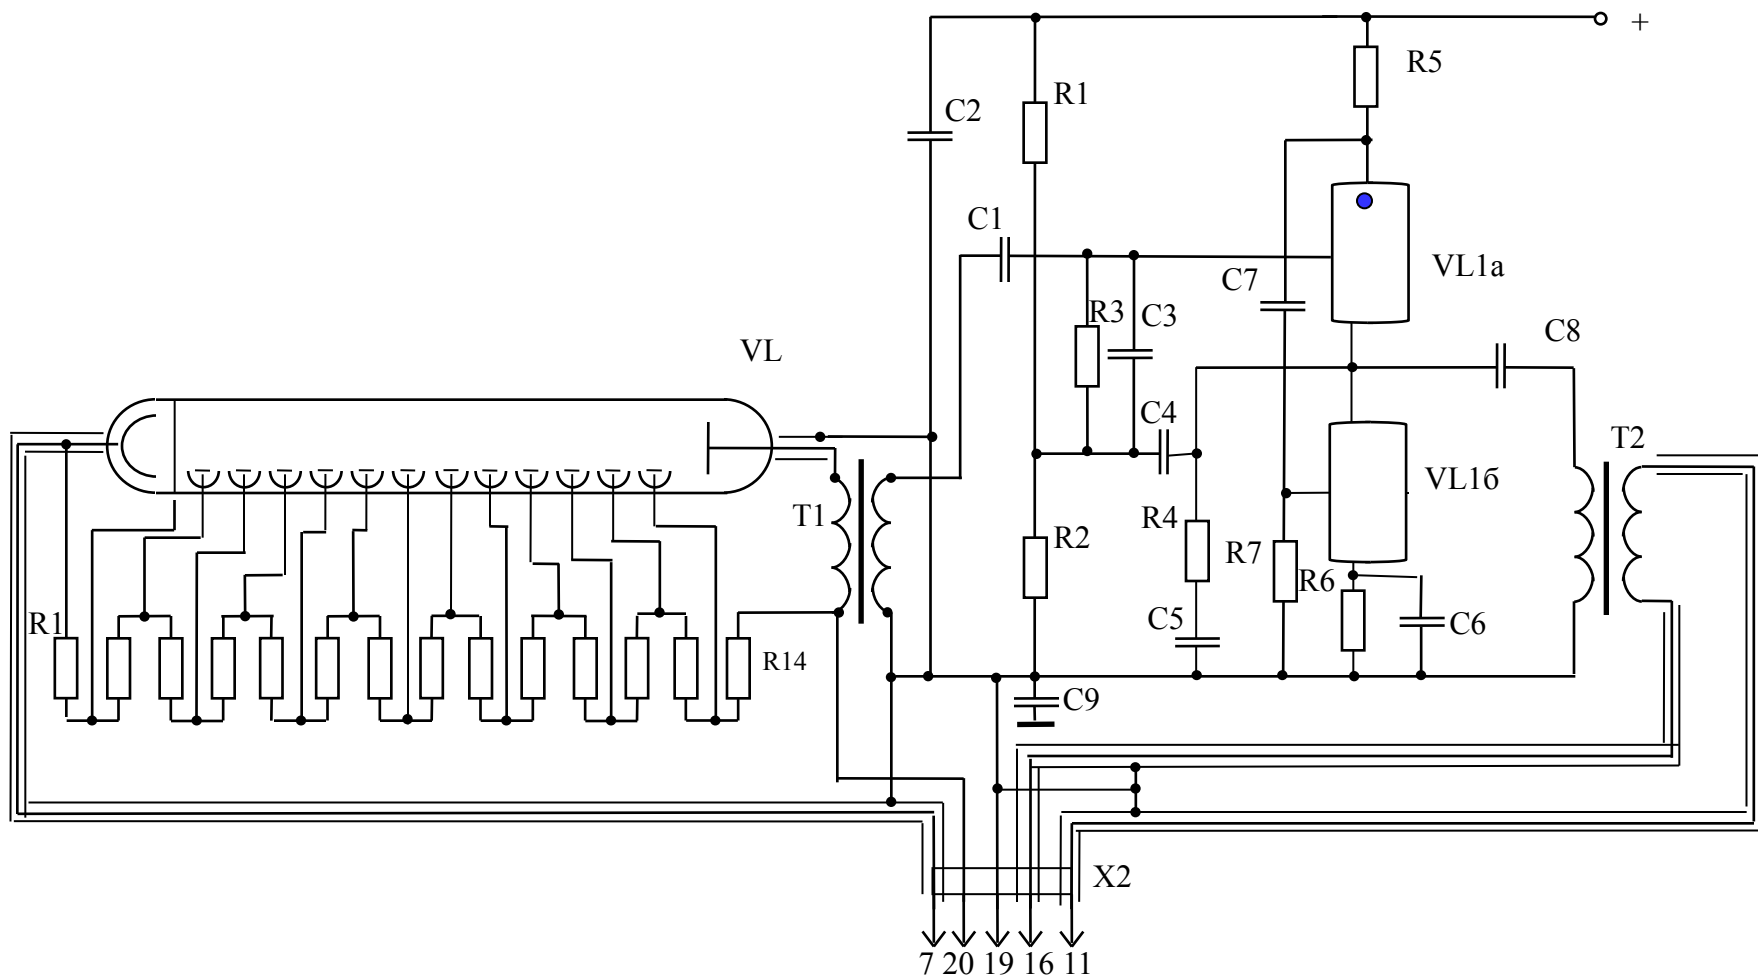 +
R5
R1
C2
C1
VL1a
C7
R3
C3
C8
VL
C4
T2
VL1б
T1
R4
R2
R7
R6
R1
C5
C6
R14
C9
X2
7 20 19 16 11